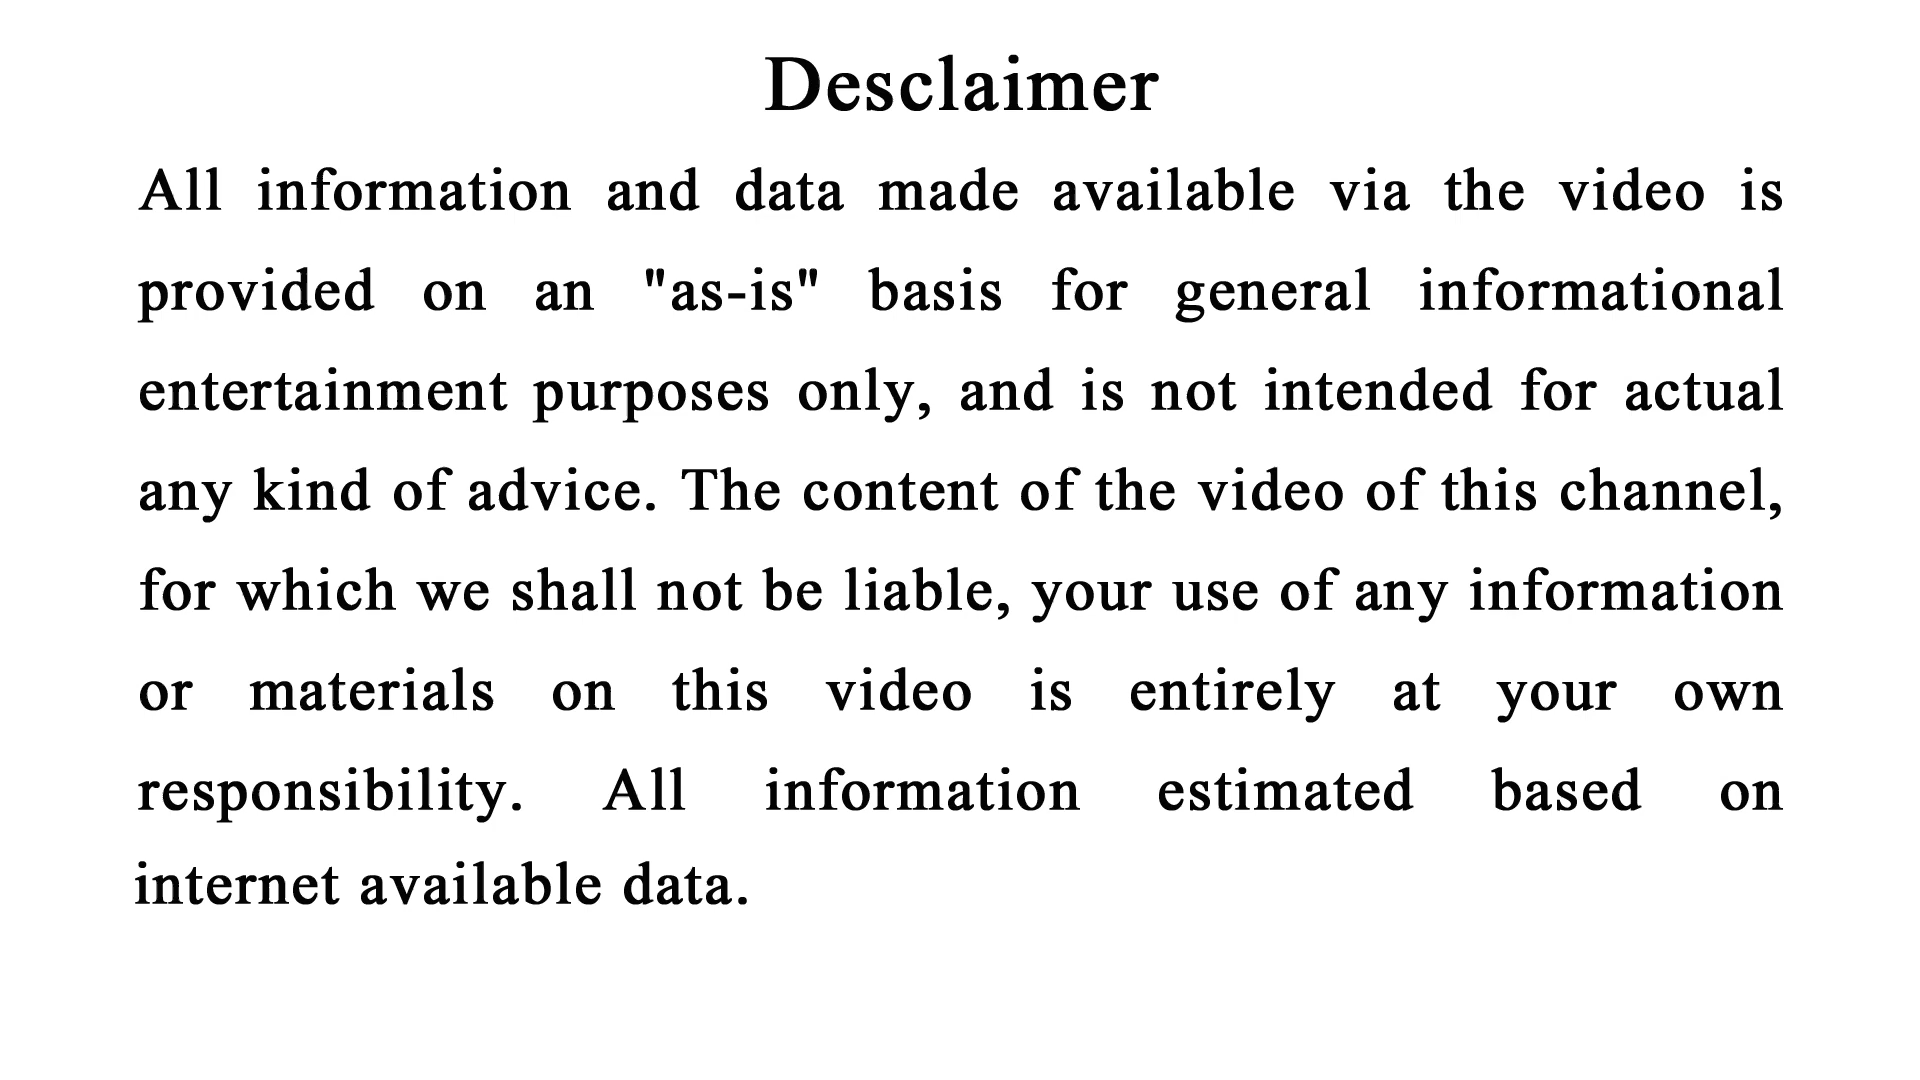 Desclaimer
All information and data made available via the video is
provided on an "as-is" basis for general informational
entertainment purposes only, and is not intended for actual
any kind of advice. The content of the video of this channel,
for which we shall not be liable, your use of any information
or materials on this video is entirely at your own
responsibility. All information estimated based on
internet available data.